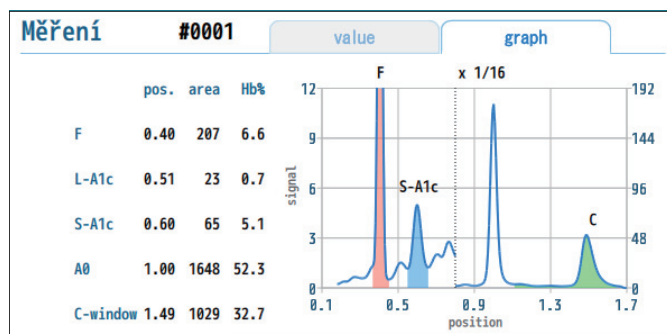 Měření #0001 value graph
pos. area Hb%
F 0.40 207 6.6
L-A1c 0.51 23 0.7
S-A1c 0.60 65 5.1
A0 1.00 1648 52.3
C-window 1.49 1029 32.7
F x 1/16
12 192
9 144
6 96
3 48
0 0
signal
S-A1c
C
0.1 0.5 0.9 1.3 1.7
position